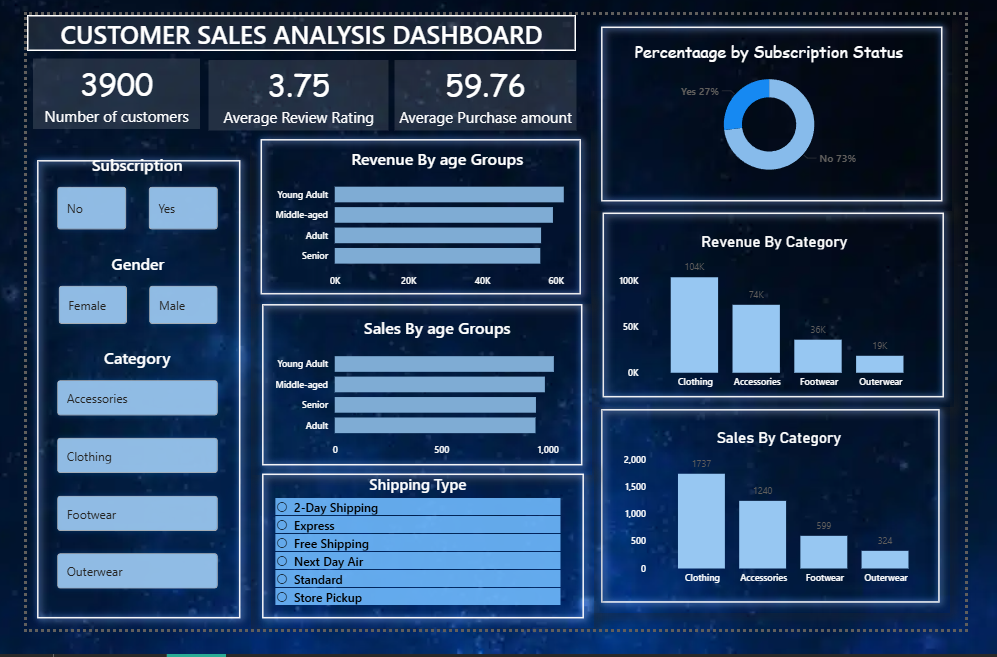 CUSTOMER SALES ANALYSIS DASHBOARD
3900
Number of customers
3.75
Average Review Rating
59.76
Average Purchase amount
Subscription
No
Yes
Gender
Female
Male
Category
Accessories
Clothing
Footwear
Outerwear
Revenue By age Groups
Young Adult
Middle-aged
Adult
Senior
0K 20K 40K 60K
Sales By age Groups
Young Adult
Middle-aged
Senior
Adult
0 500 1,000
Shipping Type
2-Day Shipping
Express
Free Shipping
Next Day Air
Standard
Store Pickup
Percentaage by Subscription Status
Yes 27%
No 73%
Revenue By Category
100K
50K
0K
104K
74K
36K
19K
Clothing Accessories Footwear Outerwear
Sales By Category
2,000
1,500
1,000
500
0
1737
1240
599
324
Clothing Accessories Footwear Outerwear